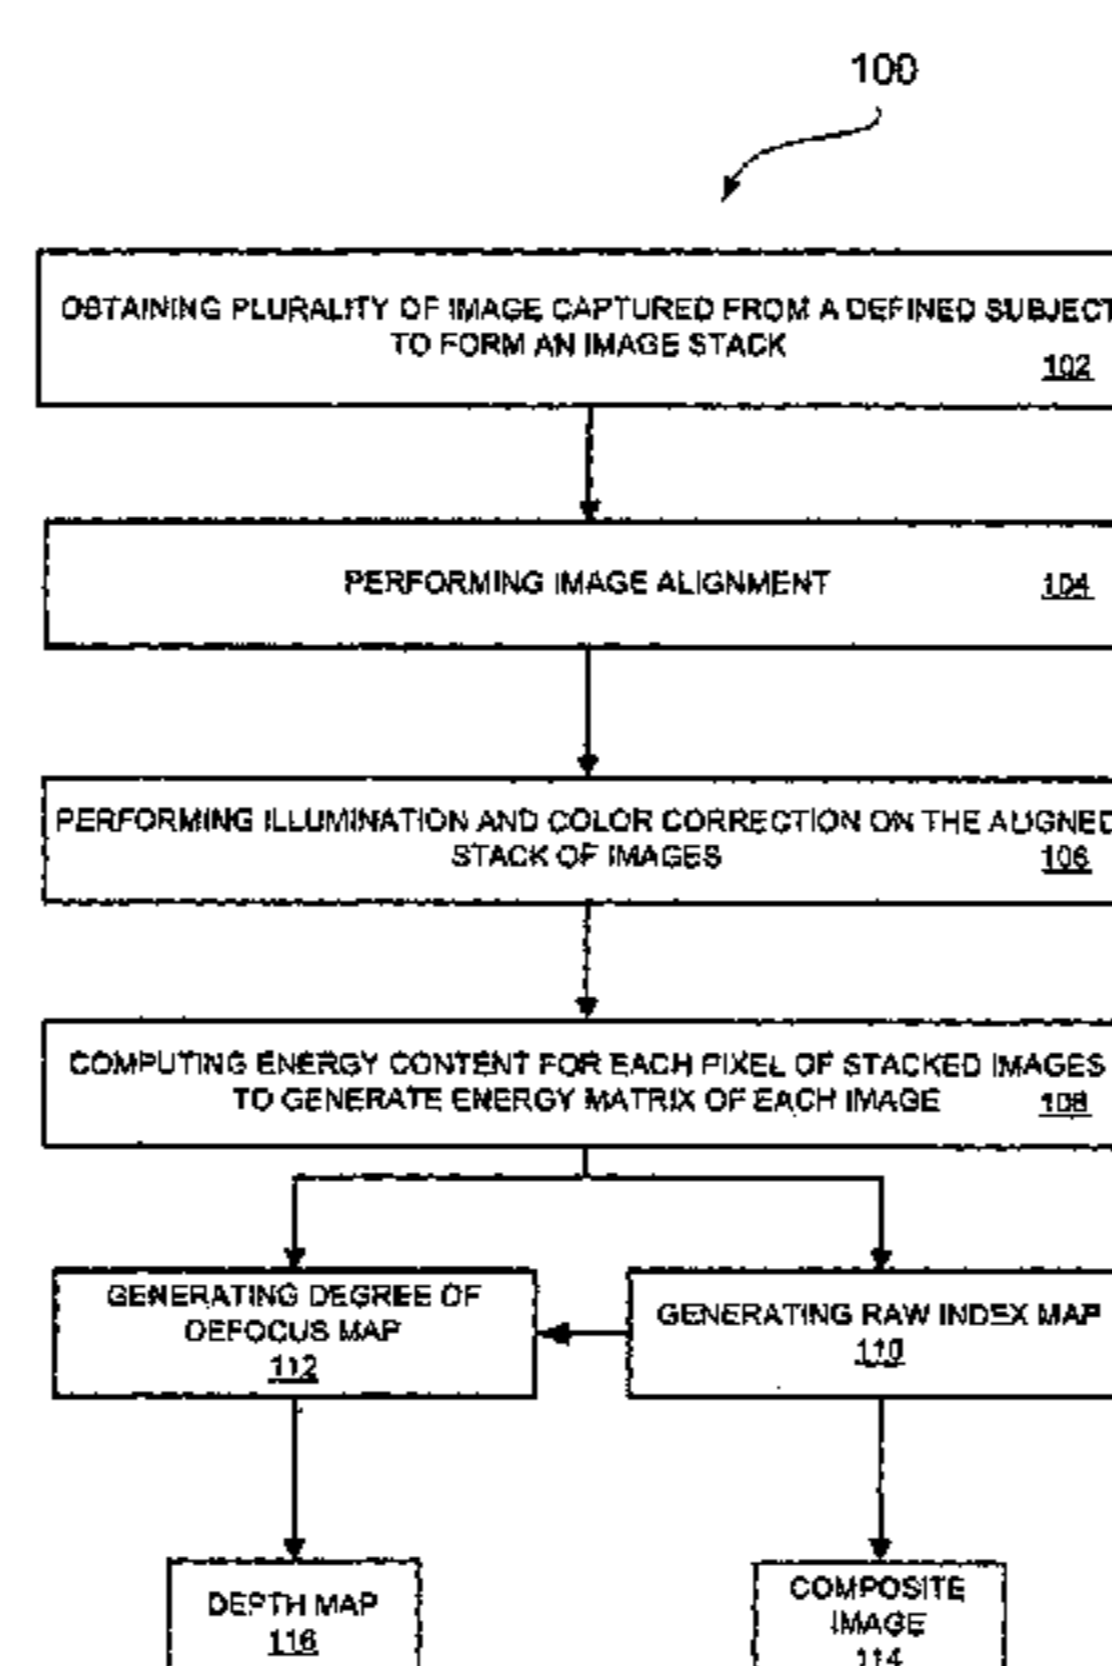 100
OBTAINING PLURALITY OF IMAGE CAPTURED FROM A DEFINED SUBJECT
TO FORM AN IMAGE STACK
102
PERFORMING IMAGE ALIGNMENT
104
PERFORMING ILLUMINATION AND COLOR CORRECTION ON THE ALIGNED
STACK OF IMAGES
106
COMPUTING ENERGY CONTENT FOR EACH PIXEL OF STACKED IMAGES
TO GENERATE ENERGY MATRIX OF EACH IMAGE
108
GENERATING DEGREE OF
DEFOCUS MAP
112
GENERATING RAW INDEX MAP
110
DEPTH MAP
116
COMPOSITE
IMAGE
114